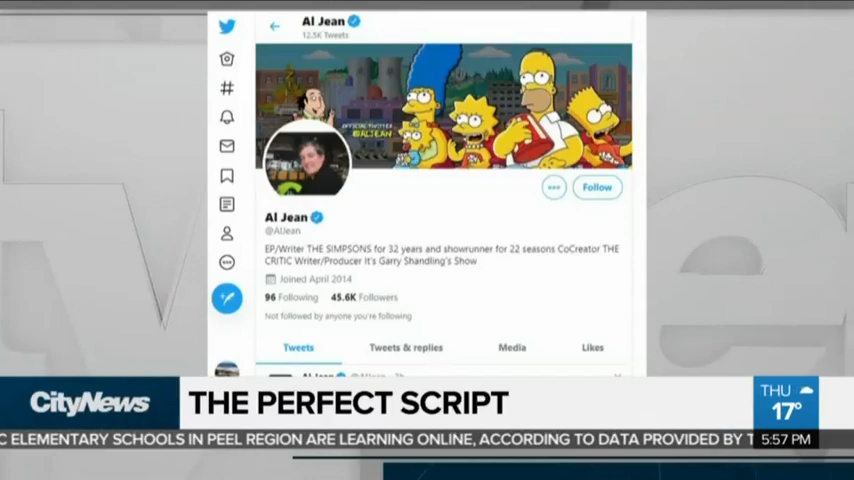 Al Jean
12.5K Tweets
OFFICIAL TWITTER
@ALJEAN
Follow
Al Jean
@AlJean
EP/Writer THE SIMPSONS for 32 years and showrunner for 22 seasons CoCreator THE
CRITIC Writer/Producer It's Garry Shandling's Show
Joined April 2014
96 Following 45.6K Followers
Not followed by anyone you're following
Tweets Tweets & replies Media Likes
Al Jean @AlJean
CityNews THE PERFECT SCRIPT THU 17°
C ELEMENTARY SCHOOLS IN PEEL REGION ARE LEARNING ONLINE, ACCORDING TO DATA PROVIDED BY T 5:57 PM